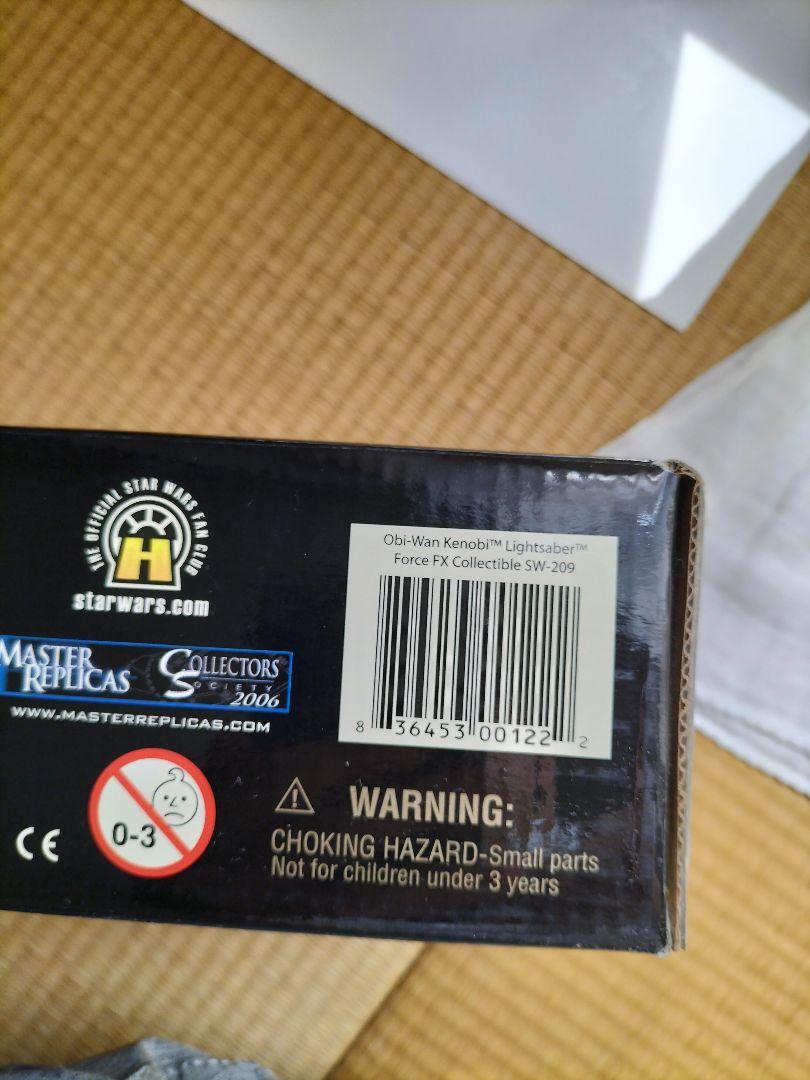 THE OFFICIAL STAR WARS FAN CLUB
H
starwars.com
MASTER REPLICAS
COLLECTORS SOCIETY 2006
WWW.MASTERREPLICAS.COM
CE
0-3
Obi-Wan Kenobi™ Lightsaber™
Force FX Collectible SW-209
8 36453 00122 2
WARNING:
CHOKING HAZARD-Small parts
Not for children under 3 years